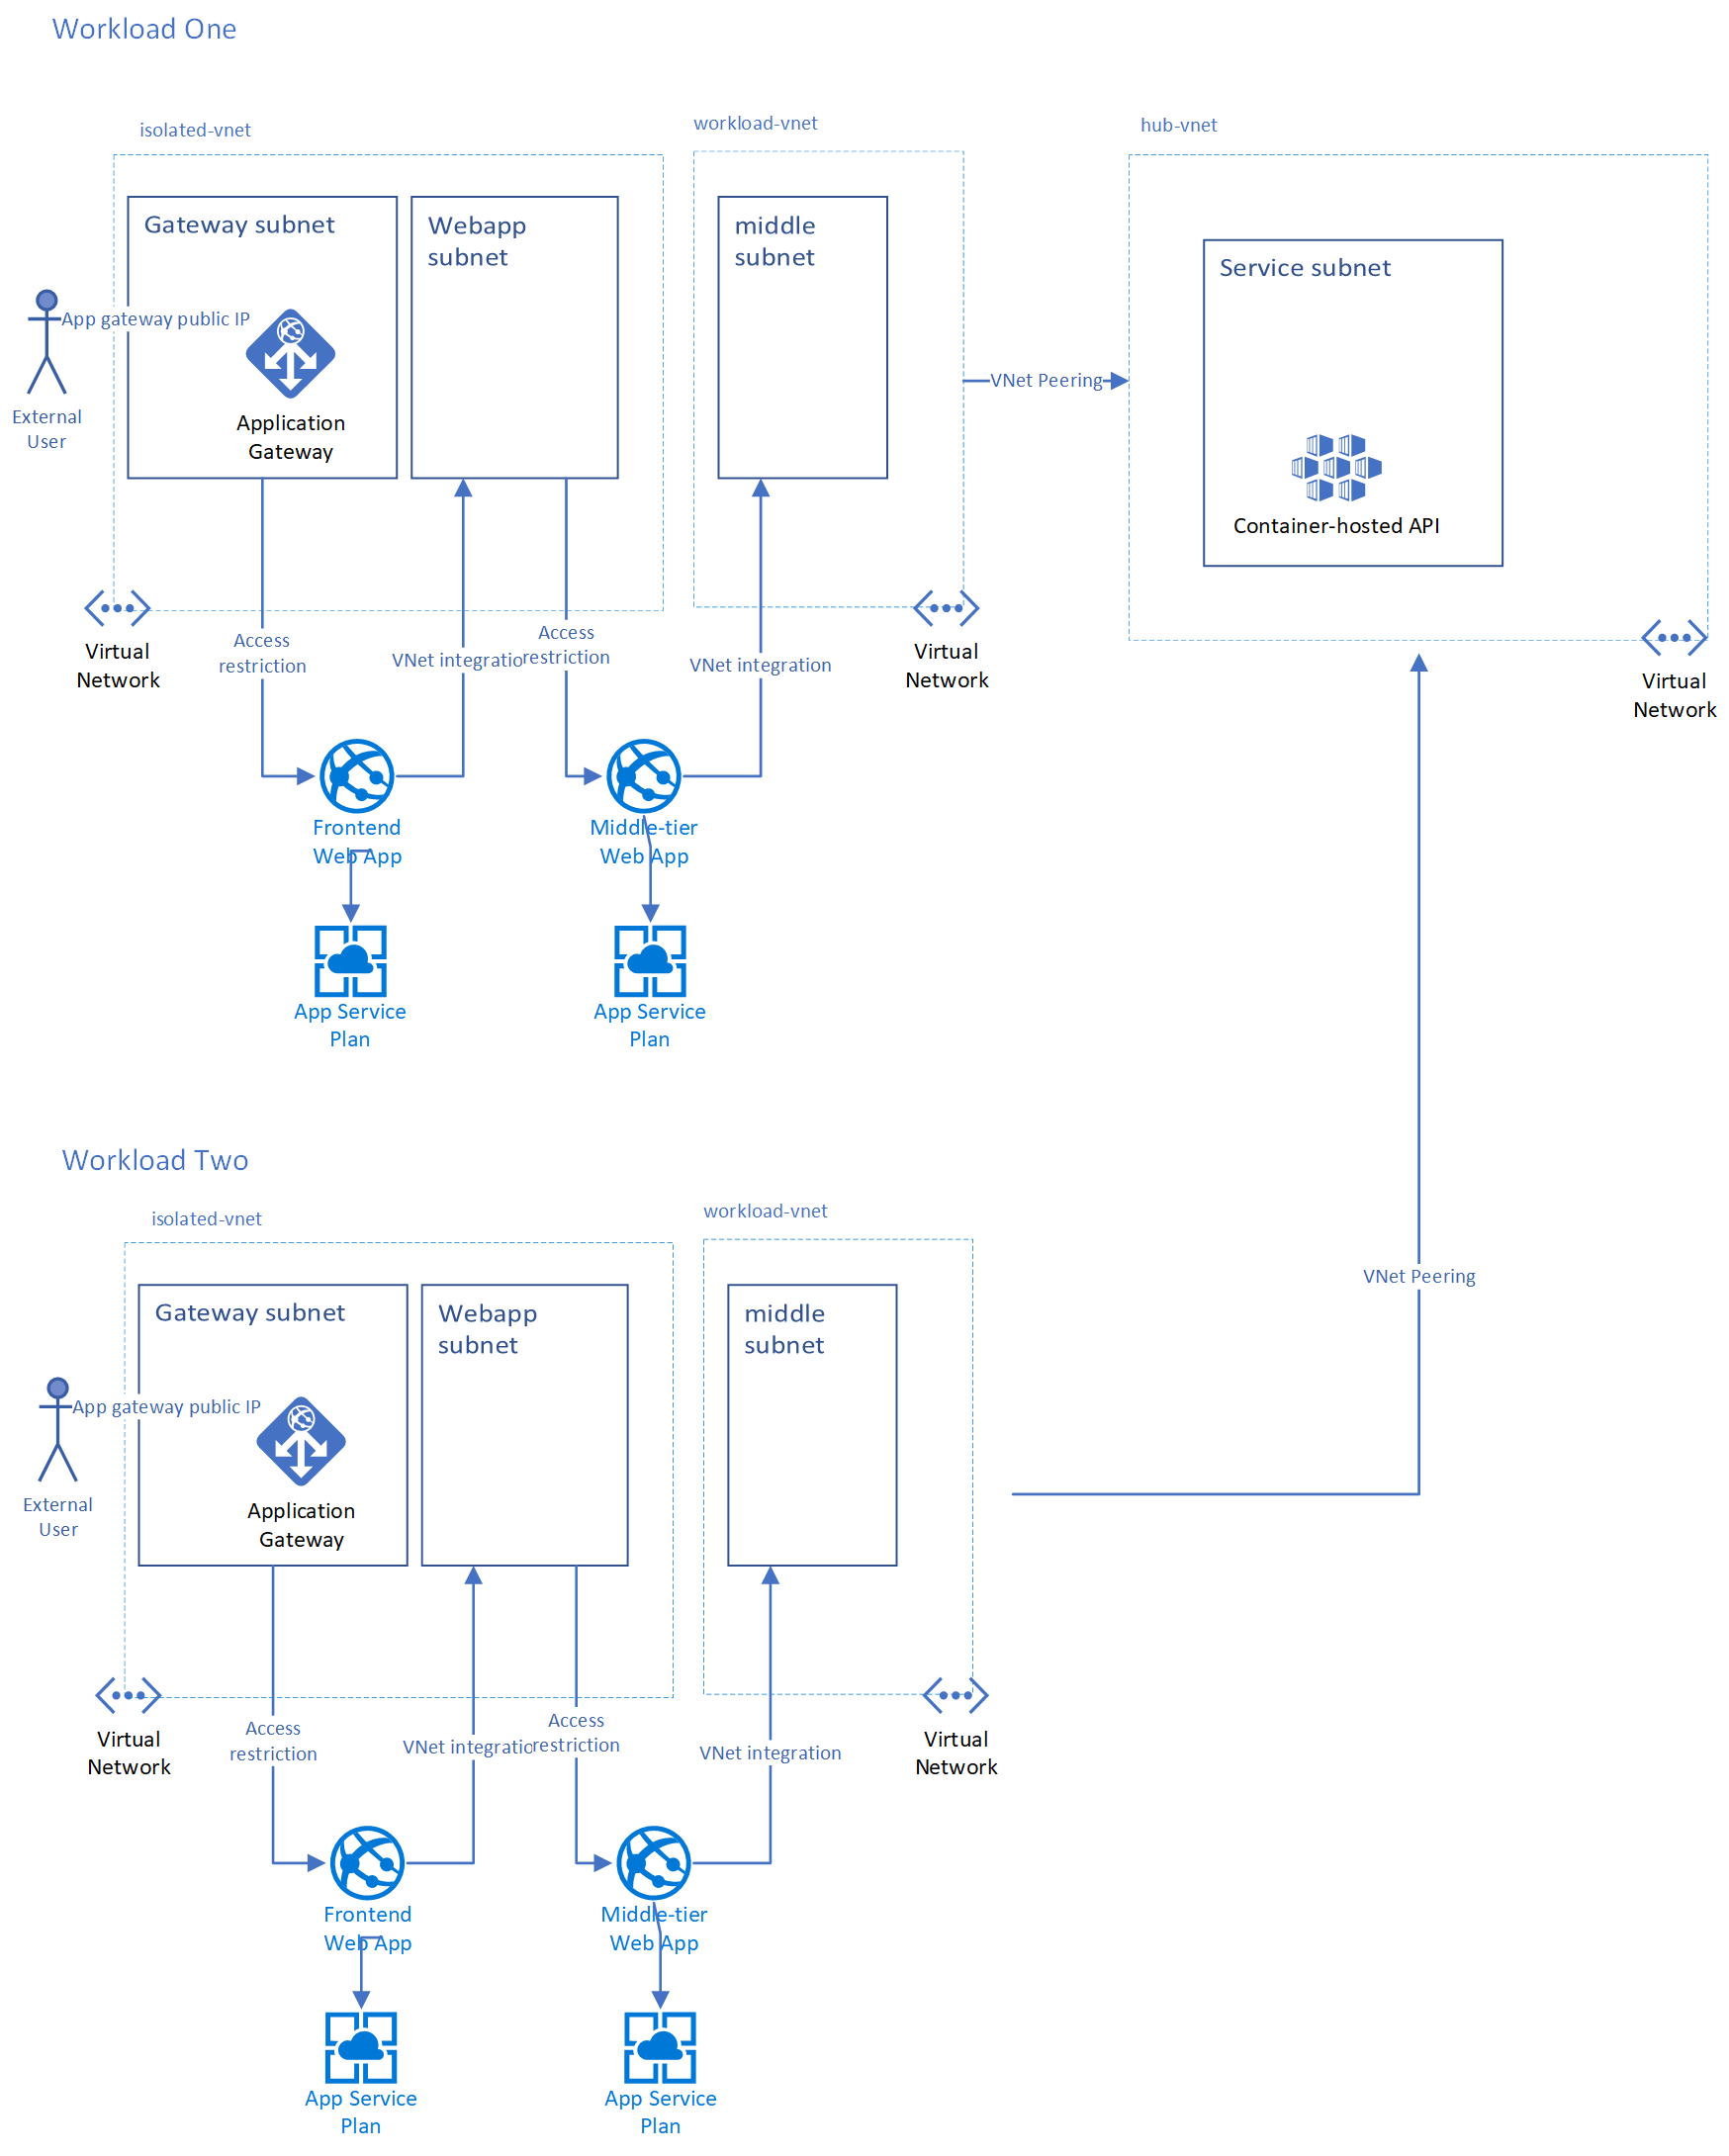 Workload One
isolated-vnet
workload-vnet
hub-vnet
Gateway subnet
Webapp
subnet
middle
subnet
Service subnet
App gateway public IP
External
User
Application
Gateway
VNet Peering
Container-hosted API
Virtual
Network
Access
restriction
VNet integratio
Access
restriction
VNet integration
Virtual
Network
Virtual
Network
Frontend
Web App
Middle-tier
Web App
App Service
Plan
App Service
Plan
Workload Two
isolated-vnet
workload-vnet
Gateway subnet
Webapp
subnet
middle
subnet
VNet Peering
App gateway public IP
External
User
Application
Gateway
Virtual
Network
Access
restriction
VNet integratio
Access
restriction
VNet integration
Virtual
Network
Frontend
Web App
Middle-tier
Web App
App Service
Plan
App Service
Plan